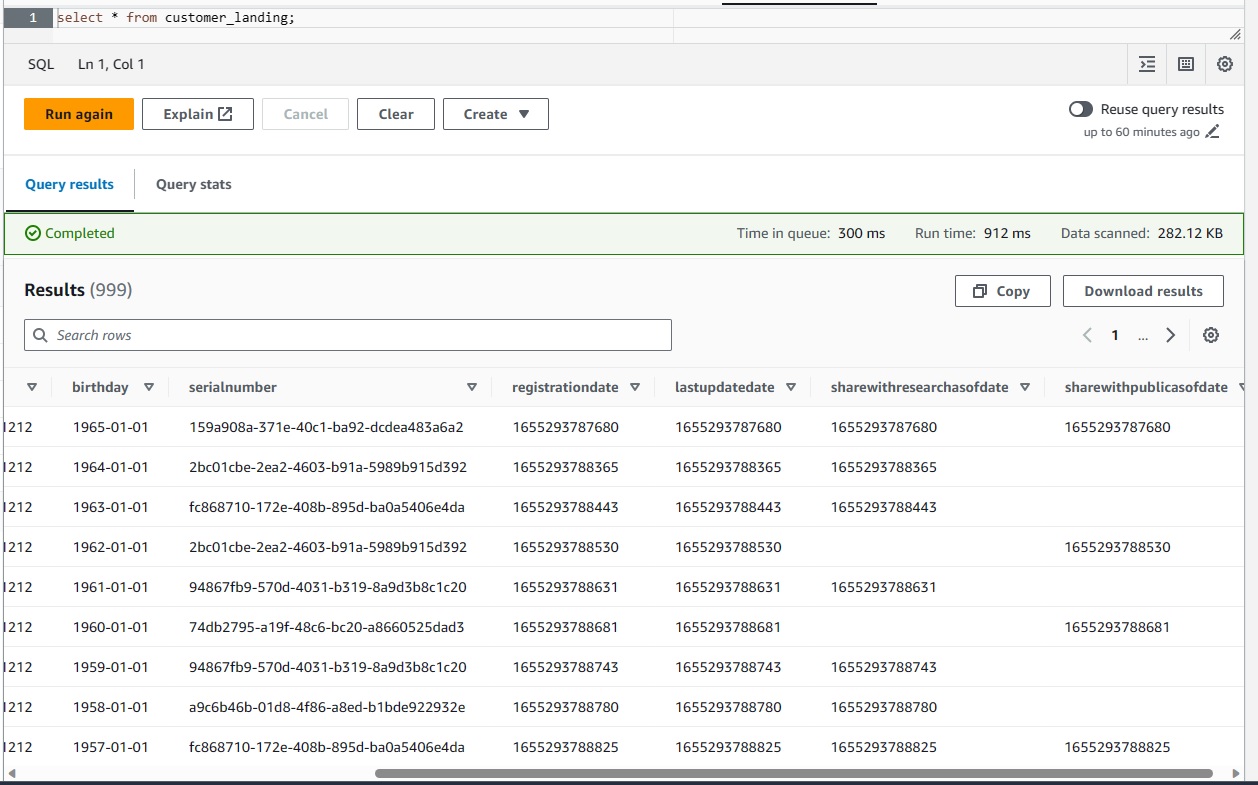 1 select * from customer_landing;
SQL Ln 1, Col 1
Run again Explain Cancel Clear Create Reuse query results
up to 60 minutes ago
Query results Query stats
Completed Time in queue: 300 ms Run time: 912 ms Data scanned: 282.12 KB
Results (999) Copy Download results
Search rows 1 ...
birthday serialnumber registrationdate lastupdatedate sharewithresearchasofdate sharewithpublicasofdate
1212 1965-01-01 159a908a-371e-40c1-ba92-dcdea483a6a2 1655293787680 1655293787680 1655293787680 1655293787680
1212 1964-01-01 2bc01cbe-2ea2-4603-b91a-5989b915d392 1655293788365 1655293788365 1655293788365
1212 1963-01-01 fc868710-172e-408b-895d-ba0a5406e4da 1655293788443 1655293788443 1655293788443
1212 1962-01-01 2bc01cbe-2ea2-4603-b91a-5989b915d392 1655293788530 1655293788530 1655293788530
1212 1961-01-01 94867fb9-570d-4031-b319-8a9d3b8c1c20 1655293788631 1655293788631 1655293788631
1212 1960-01-01 74db2795-a19f-48c6-bc20-a8660525dad3 1655293788681 1655293788681 1655293788681
1212 1959-01-01 94867fb9-570d-4031-b319-8a9d3b8c1c20 1655293788743 1655293788743 1655293788743
1212 1958-01-01 a9c6b46b-01d8-4f86-a8ed-b1bde922932e 1655293788780 1655293788780 1655293788780
1212 1957-01-01 fc868710-172e-408b-895d-ba0a5406e4da 1655293788825 1655293788825 1655293788825 1655293788825